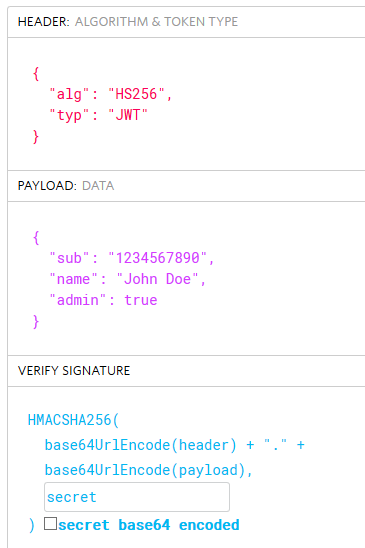 HEADER: ALGORITHM & TOKEN TYPE
{
"alg": "HS256",
"typ": "JWT"
}
PAYLOAD: DATA
{
"sub": "1234567890",
"name": "John Doe",
"admin": true
}
VERIFY SIGNATURE
HMACSHA256(
base64UrlEncode(header) + "." +
base64UrlEncode(payload),
secret
) secret base64 encoded